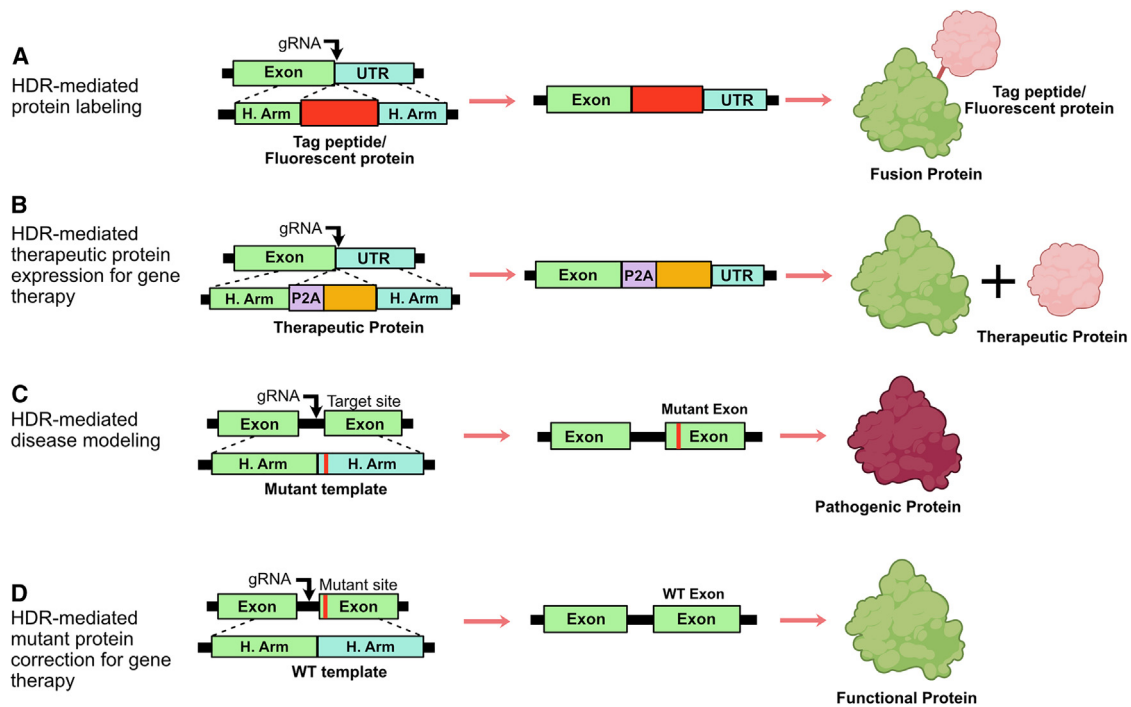 A
HDR-mediated
protein labeling
gRNA
Exon
UTR
H. Arm
H. Arm
Tag peptide/
Fluorescent protein
Exon
UTR
Tag peptide/
Fluorescent protein
Fusion Protein
B
HDR-mediated
therapeutic protein
expression for gene
therapy
gRNA
Exon
UTR
H. Arm
P2A
H. Arm
Therapeutic Protein
Exon
P2A
UTR
+
Therapeutic Protein
C
HDR-mediated
disease modeling
gRNA
Target site
Exon
Exon
H. Arm
H. Arm
Mutant template
Mutant Exon
Exon
Exon
Pathogenic Protein
D
HDR-mediated
mutant protein
correction for gene
therapy
gRNA
Mutant site
Exon
Exon
H. Arm
H. Arm
WT template
WT Exon
Exon
Exon
Functional Protein